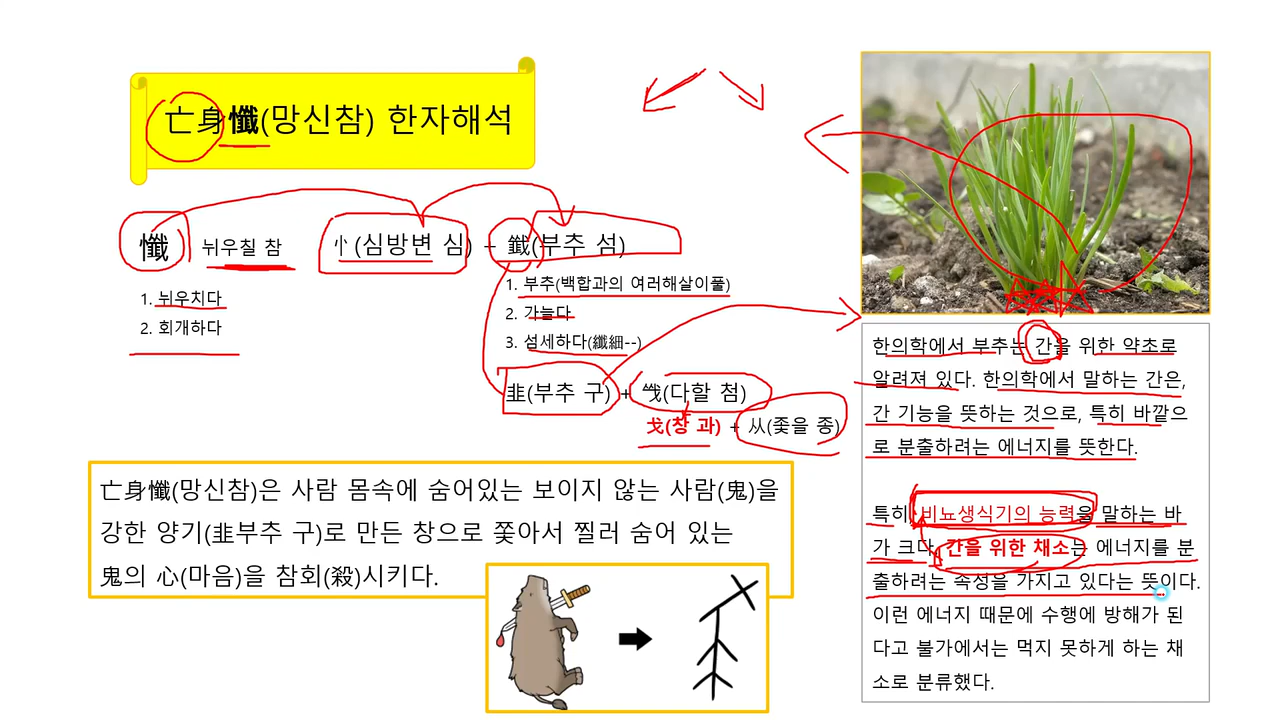 亡身懺(망신참) 한자해석
懺 뉘우칠 참 忄(심방변 심) + 韱(부추 섬)
1. 뉘우치다
2. 회개하다
1. 부추(백합과의 여러해살이풀)
2. 가늘다
3. 섬세하다(纖細--)
韭(부추 구) + 㦰(다할 첨)
戈(창 과) + 从(좇을 종)
亡身懺(망신참)은 사람 몸속에 숨어있는 보이지 않는 사람(鬼)을
강한 양기(韭부추 구)로 만든 창으로 쫓아서 찔러 숨어 있는
鬼의 心(마음)을 참회(殺)시키다.
한의학에서 부추는 간을 위한 약초로
알려져 있다. 한의학에서 말하는 간은,
간 기능을 뜻하는 것으로, 특히 바깥으
로 분출하려는 에너지를 뜻한다.
특히 비뇨생식기의 능력을 말하는 바
가 크다. 간을 위한 채소는 에너지를 분
출하려는 속성을 가지고 있다는 뜻이다.
이런 에너지 때문에 수행에 방해가 된
다고 불가에서는 먹지 못하게 하는 채
소로 분류했다.